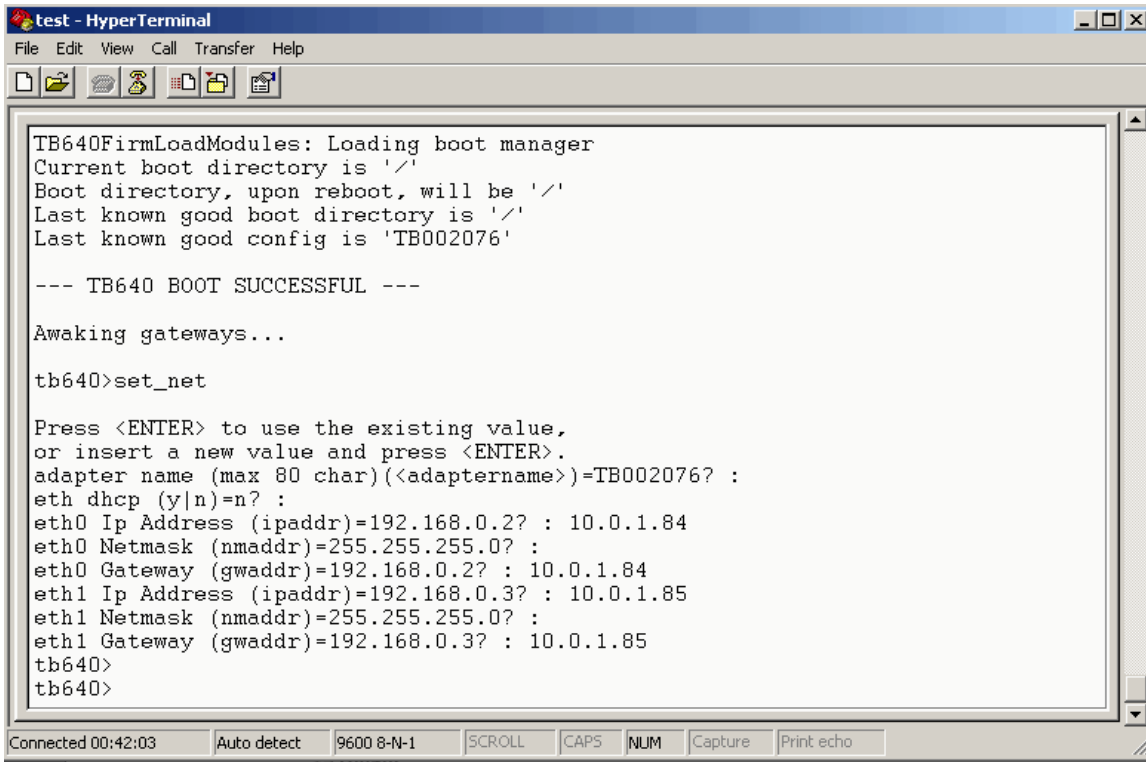 test - HyperTerminal
File Edit View Call Transfer Help
TB640FirmLoadModules: Loading boot manager
Current boot directory is '/'
Boot directory, upon reboot, will be '/'
Last known good boot directory is '/'
Last known good config is 'TB002076'
--- TB640 BOOT SUCCESSFUL ---
Awaking gateways...
tb640>set_net
Press <ENTER> to use the existing value,
or insert a new value and press <ENTER>.
adapter name (max 80 char)(<adaptername>)=TB002076? :
eth dhcp (y|n)=n? :
eth0 Ip Address (ipaddr)=192.168.0.2? : 10.0.1.84
eth0 Netmask (nmaddr)=255.255.255.0? :
eth0 Gateway (gwaddr)=192.168.0.2? : 10.0.1.84
eth1 Ip Address (ipaddr)=192.168.0.3? : 10.0.1.85
eth1 Netmask (nmaddr)=255.255.255.0? :
eth1 Gateway (gwaddr)=192.168.0.3? : 10.0.1.85
tb640>
tb640>
Connected 00:42:03 Auto detect 9600 8-N-1 SCROLL CAPS NUM Capture Print echo